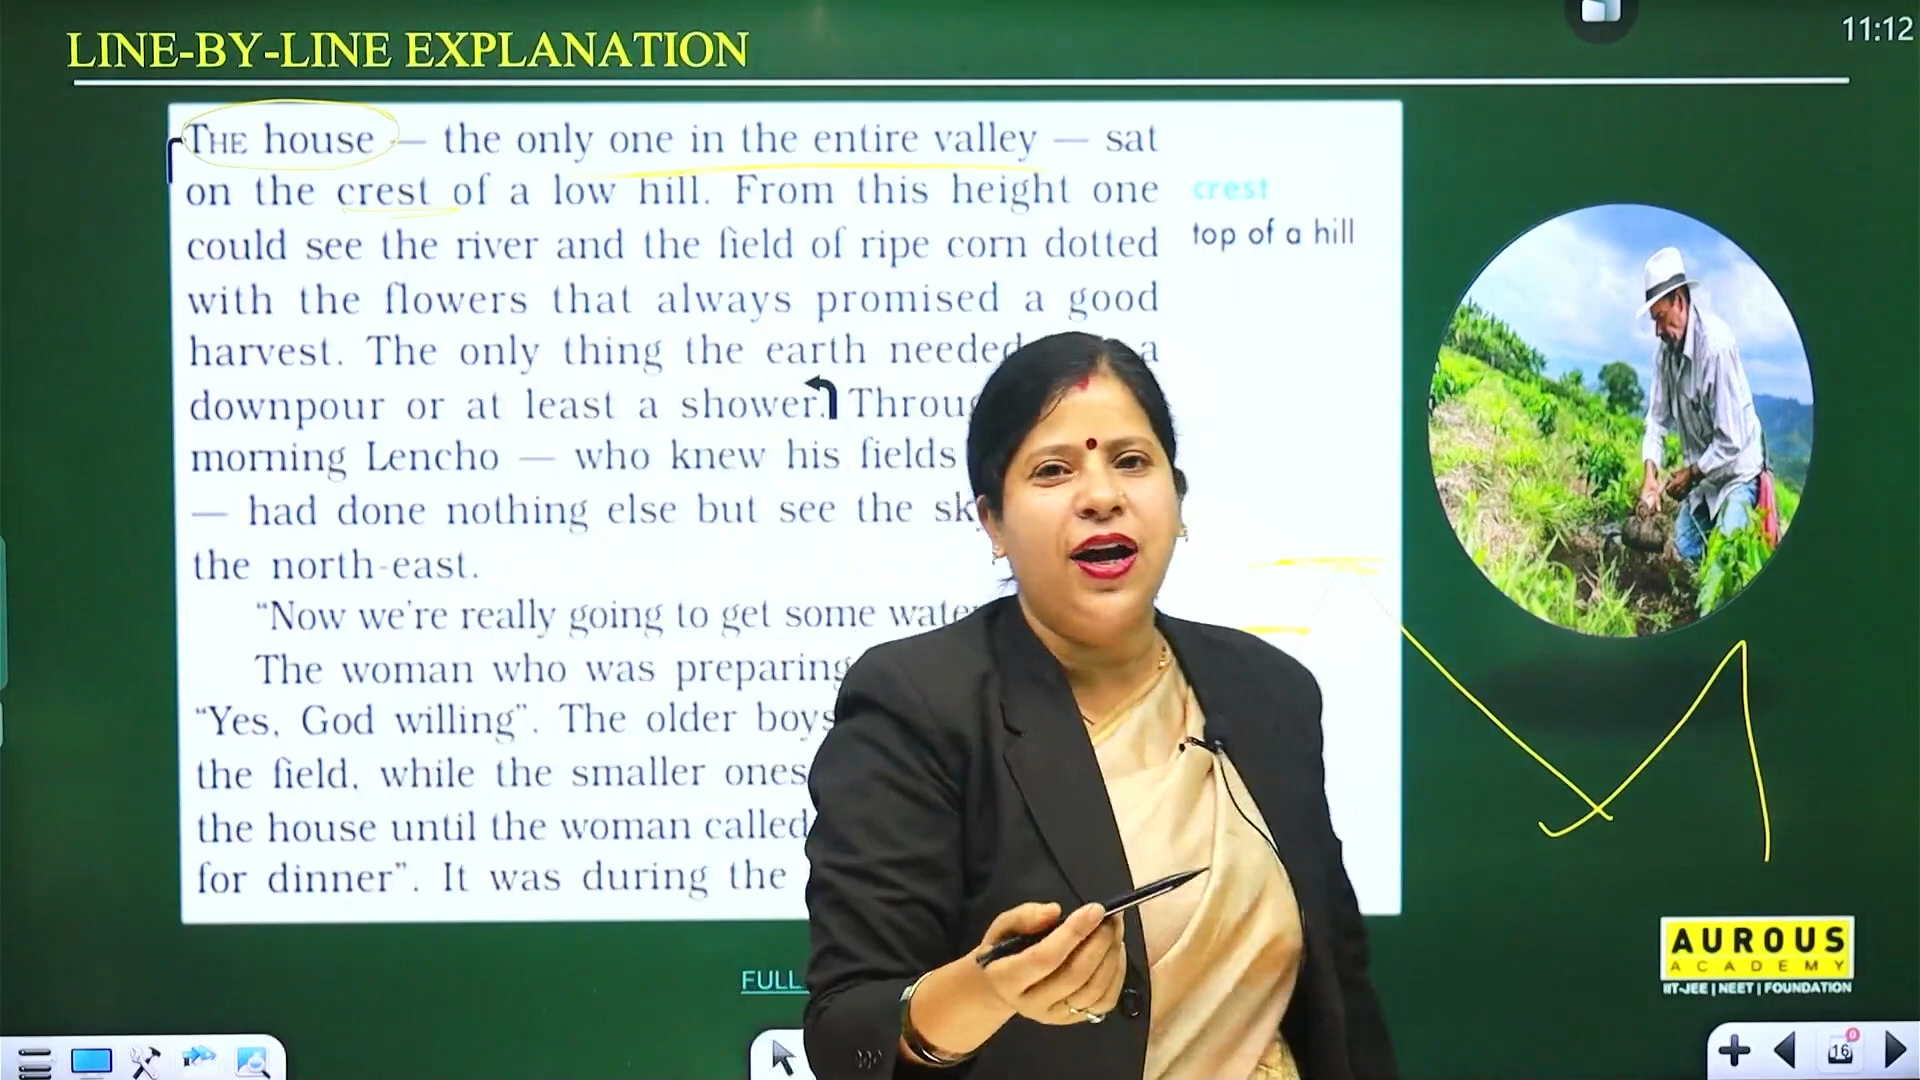 LINE-BY-LINE EXPLANATION
11:12
THE house — the only one in the entire valley — sat
on the crest of a low hill. From this height one
could see the river and the field of ripe corn dotted
with the flowers that always promised a good
harvest. The only thing the earth needed a
downpour or at least a shower.
morning Lencho — who knew his fields
— had done nothing else but see the
the north-east.
“Now we’re really going to get some
The woman who was preparing
“Yes, God willing”. The older boys
the field, while the smaller ones
the house until the woman called
for dinner”. It was during the
crest
top of a hill
FULL
AUROUS
ACADEMY
IIT-JEE | NEET | FOUNDATION
16
0